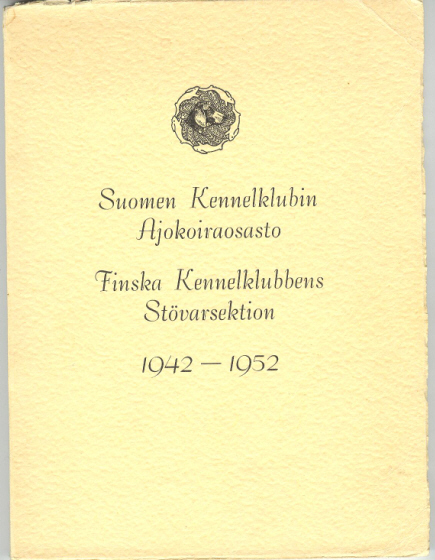 Suomen Kennelklubin
Ajokoiraosasto
Finska Kennelklubbens
Stövarsektion
1942 — 1952